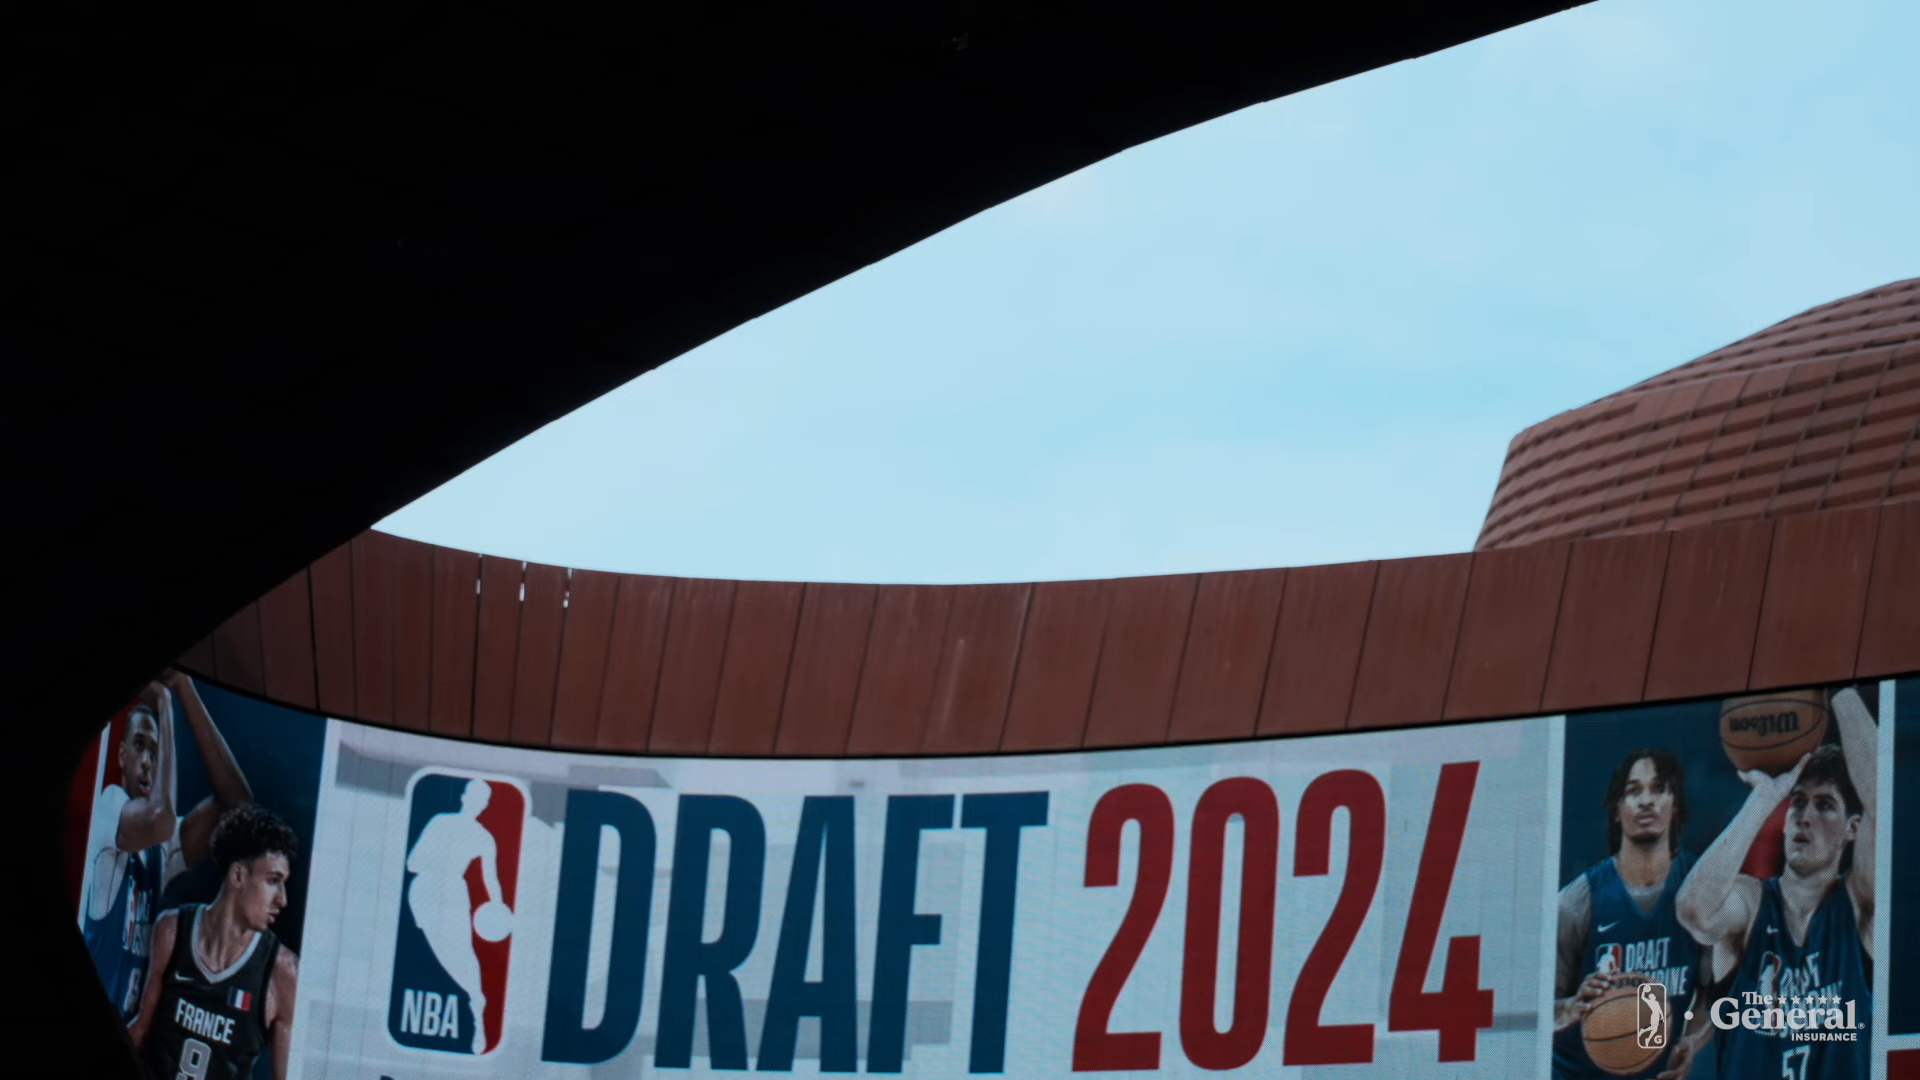 NBA
DRAFT 2024
FRANCE
9
Wilson
DRAFT
57
G
The
General
INSURANCE